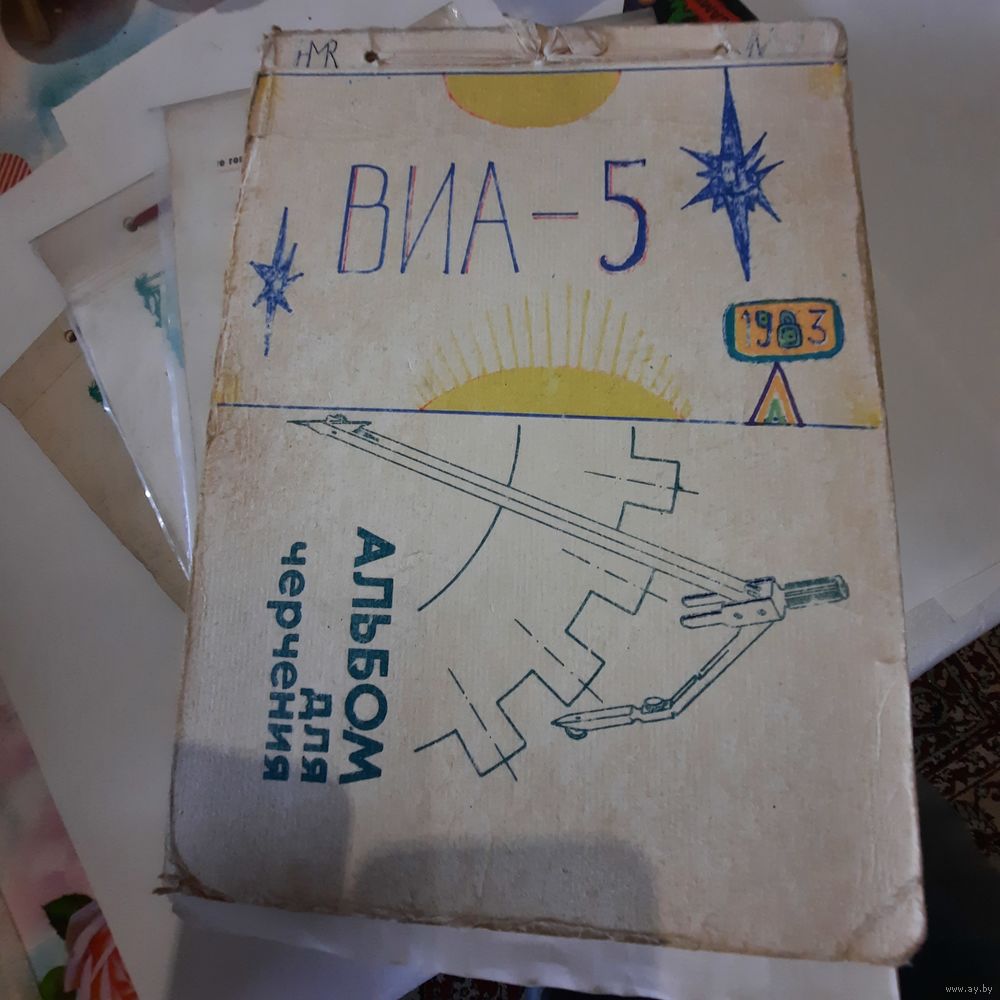 ВИА-5
1983
А
АЛЬБОМ
для
черчения
www.ay.by